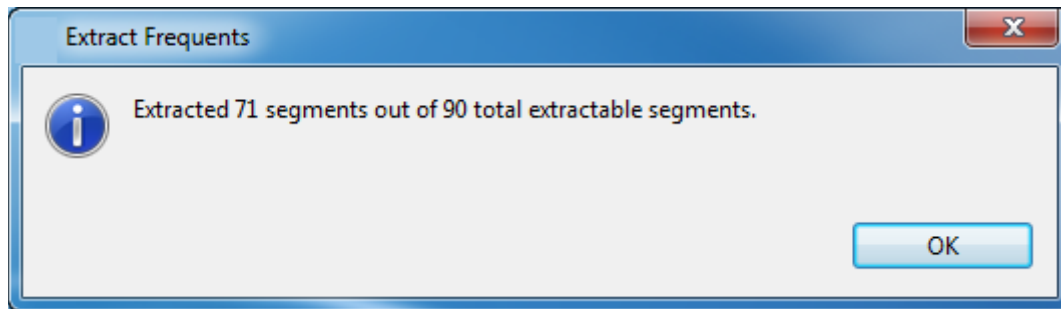 Extract Frequents
Extracted 71 segments out of 90 total extractable segments.
OK